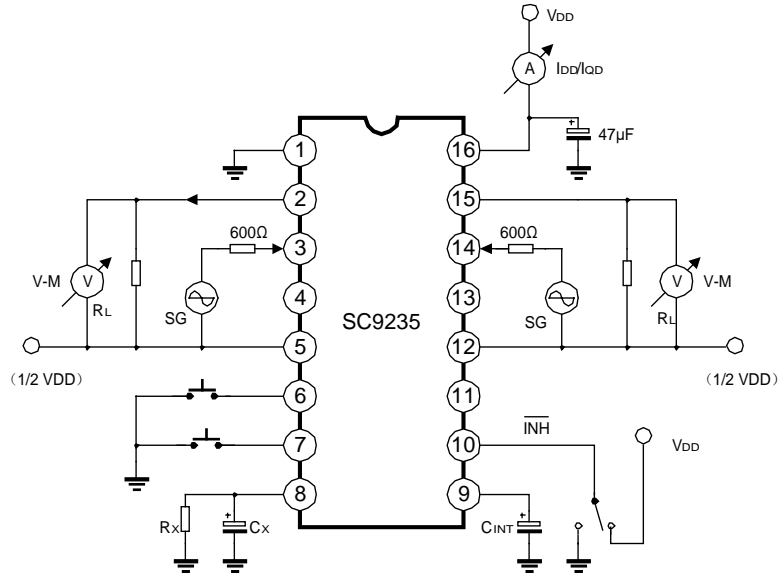 VDD
A
IDD/IQD
47µF
1
16
2
15
600Ω
3
600Ω
14
V-M
V
RL
SG
4
SC9235
13
SG
V
V-M
RL
5
12
(1/2 VDD)
(1/2 VDD)
6
11
7
10
INH
VDD
8
9
RX
CX
CINT